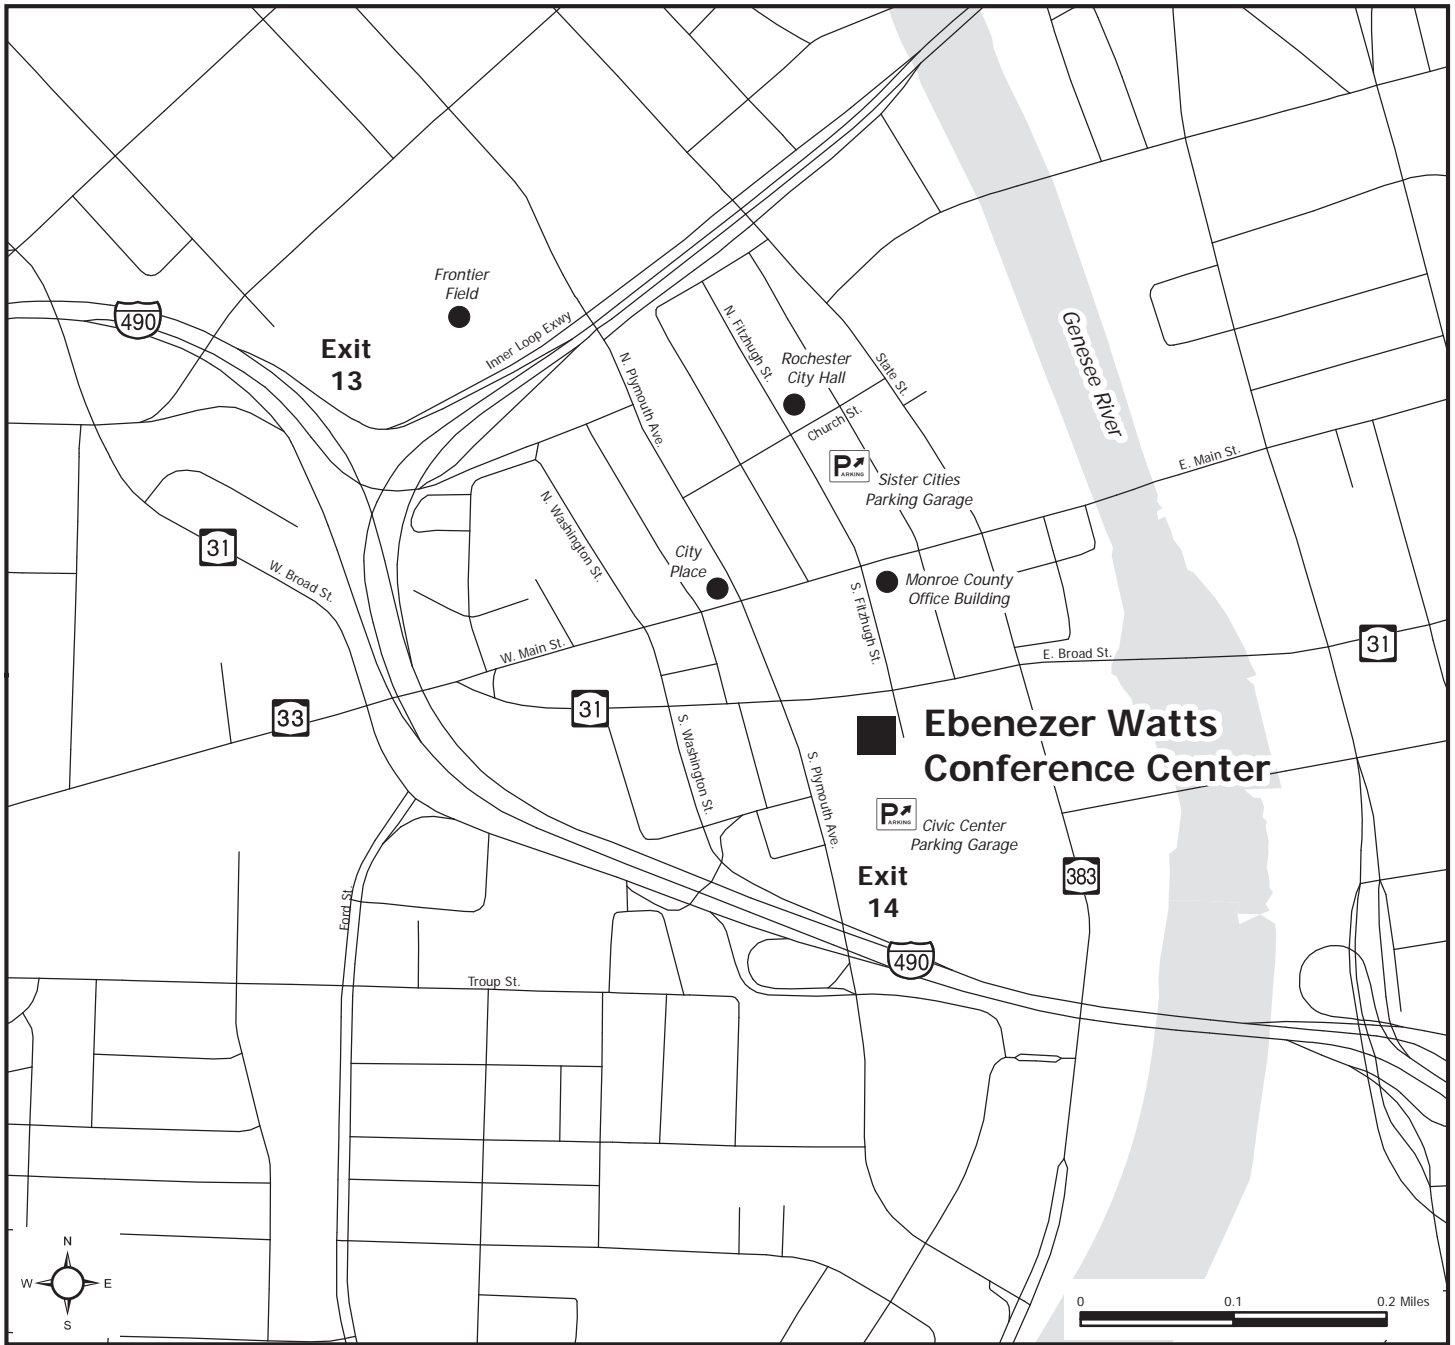 Frontier
Field
490
Exit
13
Inner Loop Exwy
N. Fitzhugh St.
Rochester
City Hall
State St.
Genesee River
N. Plymouth Ave.
Church St.
P
ARKING
Sister Cities
Parking Garage
E. Main St.
N. Washington St.
31
W. Broad St.
City
Place
Monroe County
Office Building
S. Fitzhugh St.
W. Main St.
E. Broad St.
31
33
31
Ebenezer Watts
Conference Center
S. Washington St.
S. Plymouth Ave.
P
ARKING
Civic Center
Parking Garage
Exit
14
383
Ford St.
490
Troup St.
N
W
E
S
0
0.1
0.2 Miles